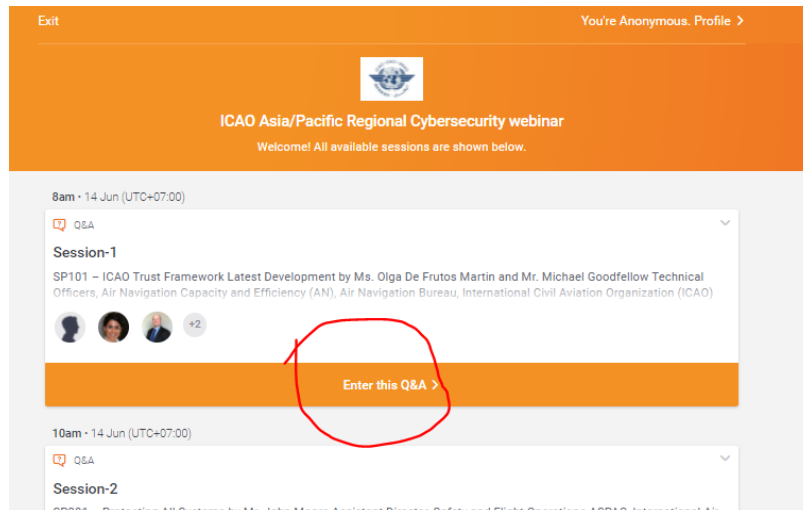 Exit
You're Anonymous. Profile >
ICAO Asia/Pacific Regional Cybersecurity webinar
Welcome! All available sessions are shown below.
8am · 14 Jun (UTC+07:00)
Q&A
Session-1
SP101 – ICAO Trust Framework Latest Development by Ms. Olga De Frutos Martin and Mr. Michael Goodfellow Technical
Officers, Air Navigation Capacity and Efficiency (AN), Air Navigation Bureau, International Civil Aviation Organization (ICAO)
+2
Enter this Q&A >
10am · 14 Jun (UTC+07:00)
Q&A
Session-2